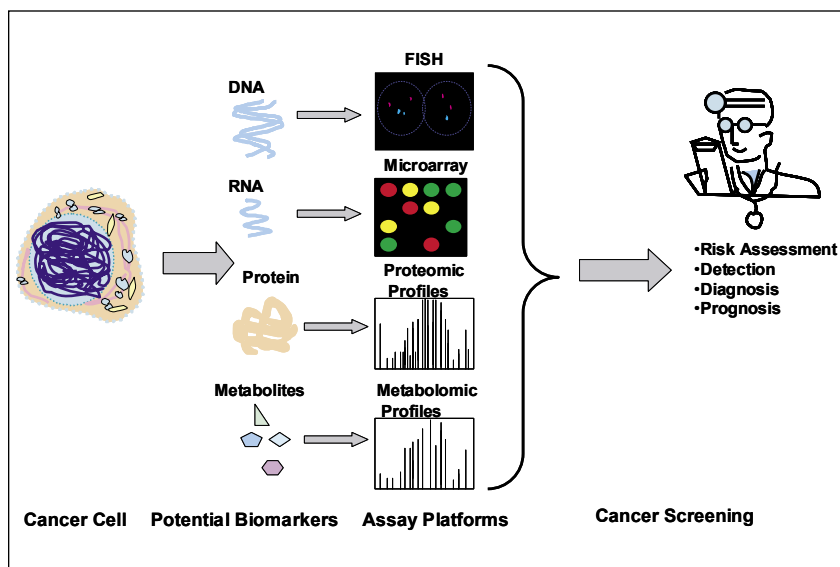 FISH
DNA
Microarray
RNA
Proteomic
Profiles
Protein
Metabolites
Metabolomic
Profiles
•Risk Assessment
•Detection
•Diagnosis
•Prognosis
Cancer Cell
Potential Biomarkers
Assay Platforms
Cancer Screening